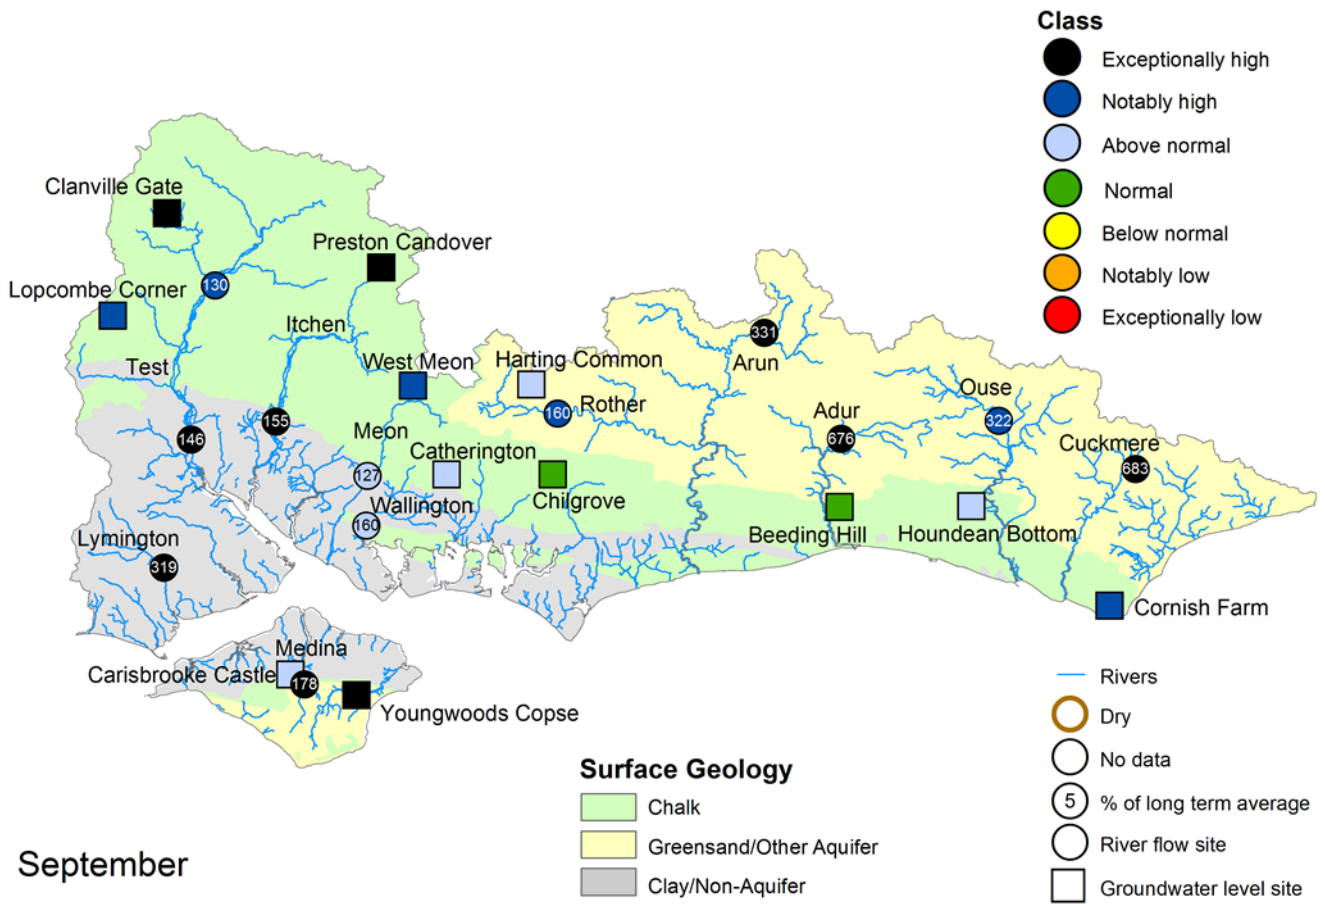 Class
Exceptionally high
Notably high
Above normal
Normal
Below normal
Notably low
Exceptionally low
Clanville Gate
Preston Candover
130
Lopcombe Corner
Itchen
331
Test
West Meon
Harting Common
Arun
Ouse
160
Rother
155
Adur
322
146
Meon
676
Cuckmere
Catherington
683
127
Chilgrove
Wallington
160
Beeding Hill
Houndean Bottom
Lymington
319
Cornish Farm
Medina
Carisbrooke Castle
178
Youngwoods Copse
Rivers
Dry
No data
5
% of long term average
River flow site
Groundwater level site
Surface Geology
Chalk
Greensand/Other Aquifer
Clay/Non-Aquifer
September